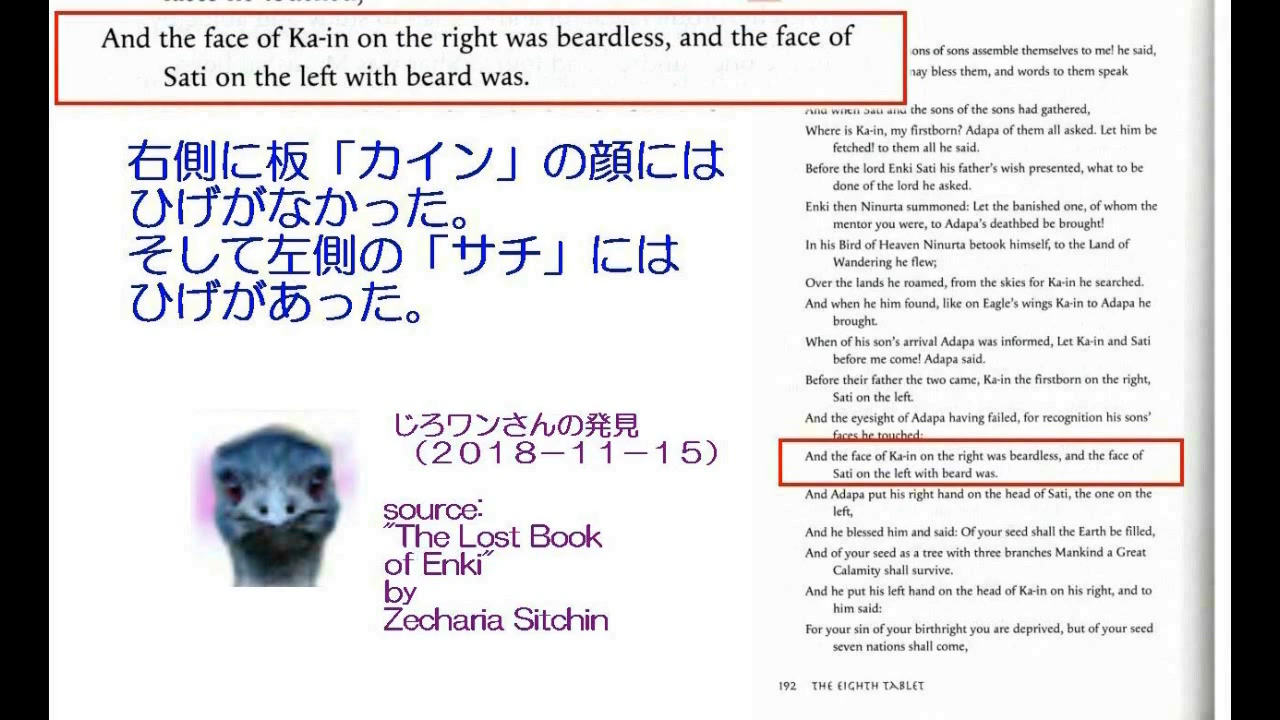 And the face of Ka-in on the right was beardless, and the face of
Sati on the left with beard was.
右側に板「カイン」の顔には
ひげがなかった。
そして左側の「サチ」には
ひげがあった。
じろワンさんの発見
（２０１８－１１－１５）
source:
"The Lost Book
of Enki"
by
Zecharia Sitchin
ons of sons assemble themselves to me! he said,
may bless them, and words to them speak
And when Sati and the sons of the sons had gathered,
Where is Ka-in, my firstborn? Adapa of them all asked. Let him be
fetched! to them all he said.
Before the lord Enki Sati his father's wish presented, what to be
done of the lord he asked.
Enki then Ninurta summoned: Let the banished one, of whom the
mentor you were, to Adapa's deathbed be brought!
In his Bird of Heaven Ninurta betook himself, to the Land of
Wandering he flew;
Over the lands he roamed, from the skies for Ka-in he searched.
And when he him found, like on Eagle's wings Ka-in to Adapa he
brought.
When of his son's arrival Adapa was informed, Let Ka-in and Sati
before me come! Adapa said.
Before their father the two came, Ka-in the firstborn on the right,
Sati on the left.
And the eyesight of Adapa having failed, for recognition his sons'
faces he touched;
And the face of Ka-in on the right was beardless, and the face of
Sati on the left with beard was.
And Adapa put his right hand on the head of Sati, the one on the
left,
And he blessed him and said: Of your seed shall the Earth be filled,
And of your seed as a tree with three branches Mankind a Great
Calamity shall survive.
And he put his left hand on the head of Ka-in on his right, and to
him said:
For your sin of your birthright you are deprived, but of your seed
seven nations shall come,
192 THE EIGHTH TABLET